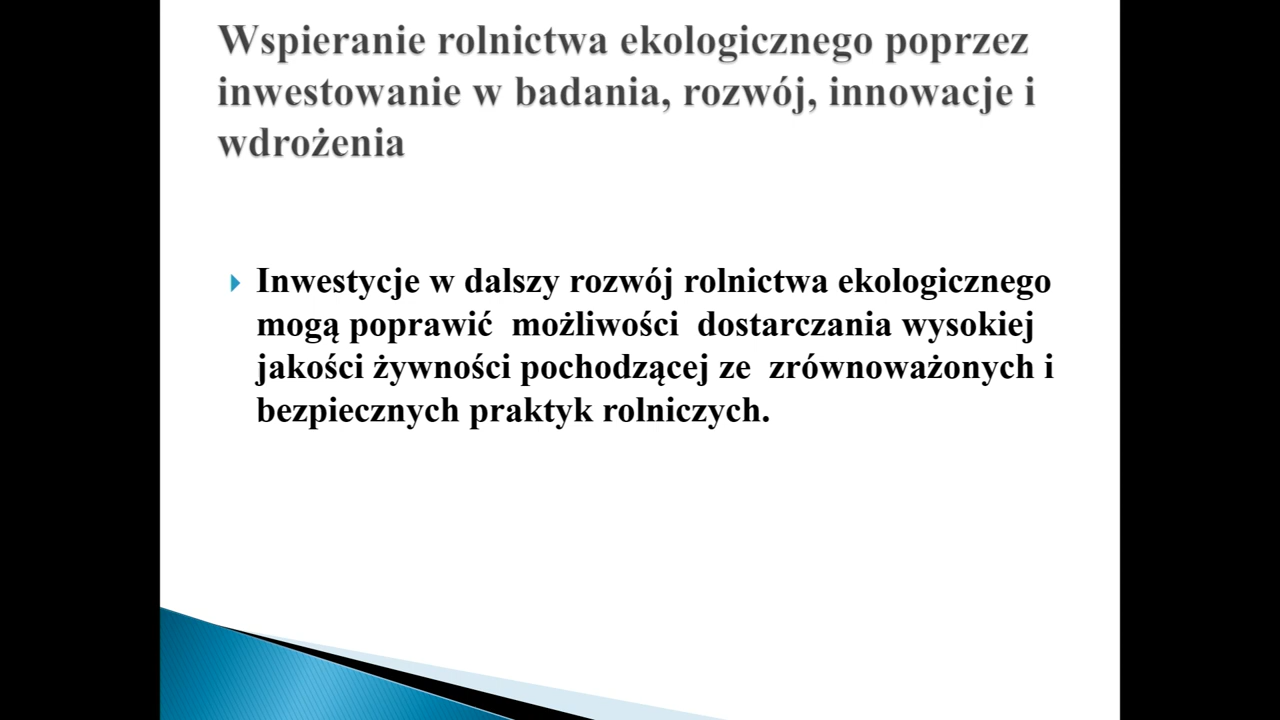 Wspieranie rolnictwa ekologicznego poprzez
inwestowanie w badania, rozwój, innowacje i
wdrożenia
Inwestycje w dalszy rozwój rolnictwa ekologicznego
mogą poprawić  możliwości  dostarczania wysokiej
jakości żywności pochodzącej ze  zrównoważonych i
bezpiecznych praktyk rolniczych.